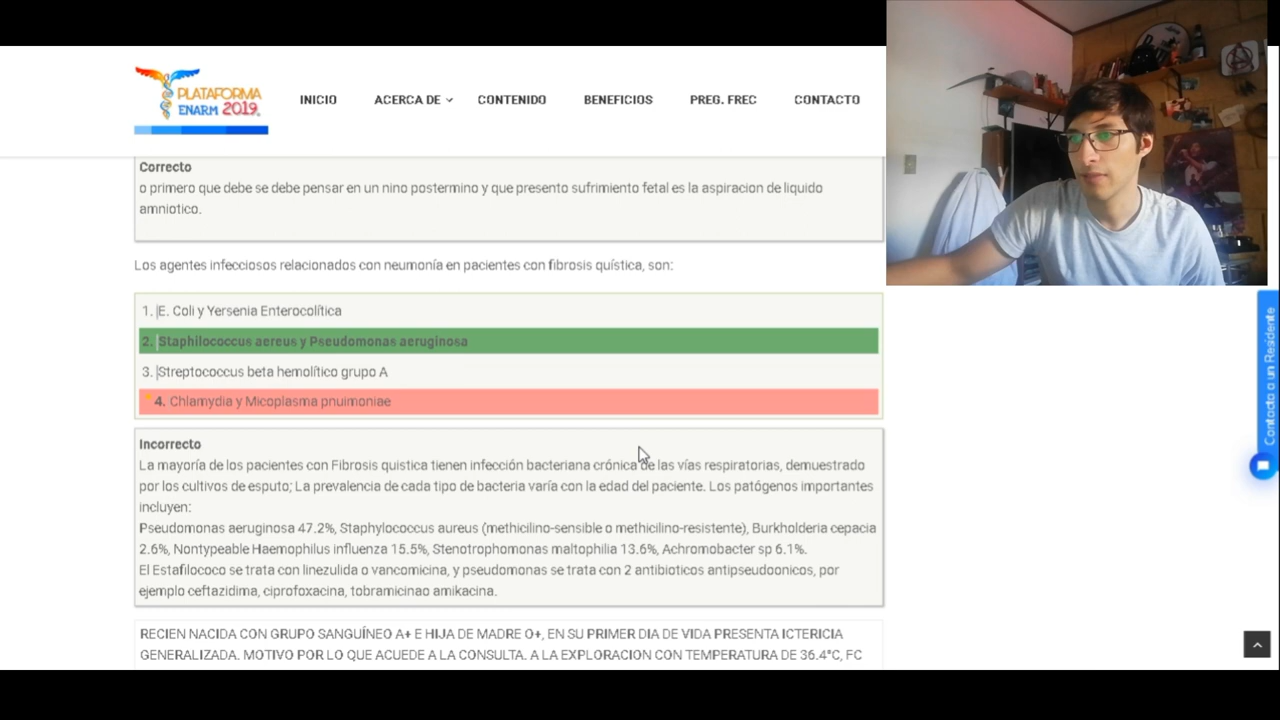 PLATAFORMA
ENARM 2019
INICIO
ACERCA DE
CONTENIDO
BENEFICIOS
PREG. FREC
CONTACTO
Correcto
o primero que debe se debe pensar en un nino postermino y que presento sufrimiento fetal es la aspiracion de liquido
amniotico.
Los agentes infecciosos relacionados con neumonía en pacientes con fibrosis quística, son:
1. E. Coli y Yersenia Enterocolítica
2. Staphilococcus aereus y Pseudomonas aeruginosa
3. Streptococcus beta hemolítico grupo A
4. Chlamydia y Micoplasma pnuimoniae
Incorrecto
La mayoría de los pacientes con Fibrosis quistica tienen infección bacteriana crónica de las vías respiratorias, demuestrado
por los cultivos de esputo; La prevalencia de cada tipo de bacteria varía con la edad del paciente. Los patógenos importantes
incluyen:
Pseudomonas aeruginosa 47.2%, Staphylococcus aureus (methicilino-sensible o methicilino-resistente), Burkholderia cepacia
2.6%, Nontypeable Haemophilus influenza 15.5%, Stenotrophomonas maltophilia 13.6%, Achromobacter sp 6.1%.
El Estafilococo se trata con linezulida o vancomicina, y pseudomonas se trata con 2 antibioticos antipseudoonicos, por
ejemplo ceftazidima, ciprofoxacina, tobramicinao amikacina.
RECIEN NACIDA CON GRUPO SANGUÍNEO A+ E HIJA DE MADRE O+, EN SU PRIMER DIA DE VIDA PRESENTA ICTERICIA
GENERALIZADA. MOTIVO POR LO QUE ACUEDE A LA CONSULTA. A LA EXPLORACION CON TEMPERATURA DE 36.4°C, FC
Contacto a un Residente